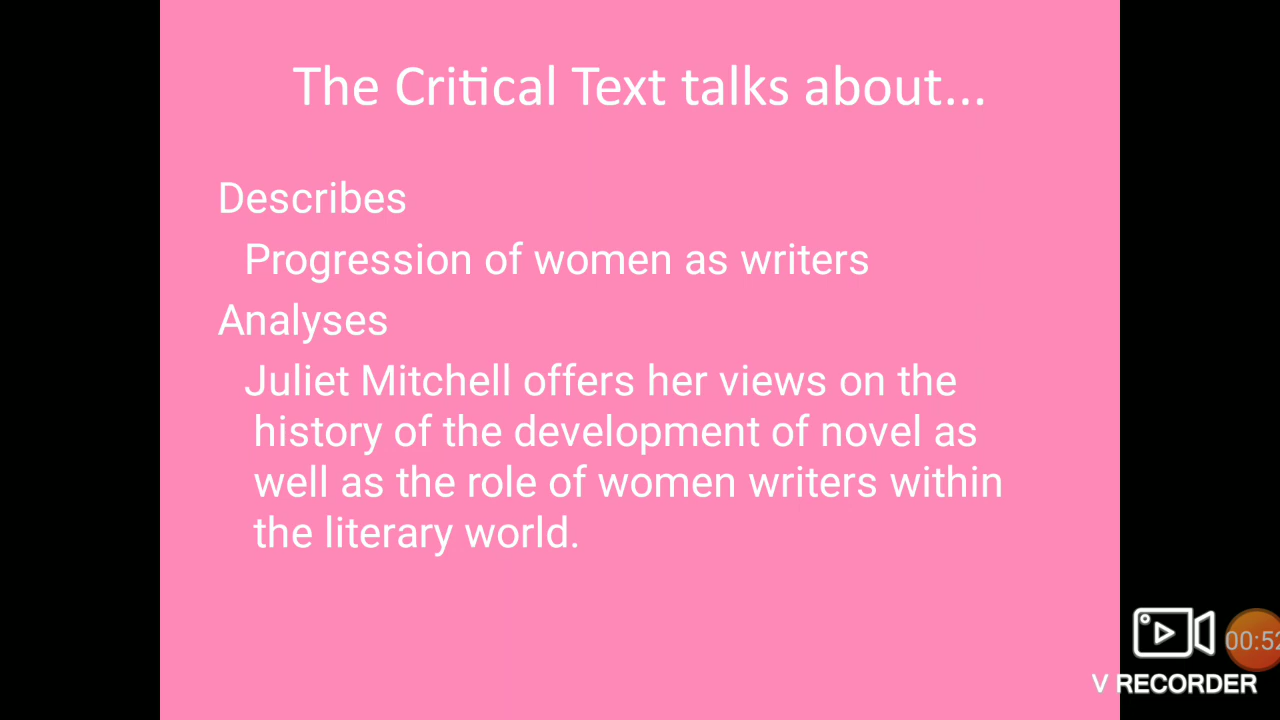 The Critical Text talks about...
Describes
Progression of women as writers
Analyses
Juliet Mitchell offers her views on the
history of the development of novel as
well as the role of women writers within
the literary world.
00:52
V RECORDER